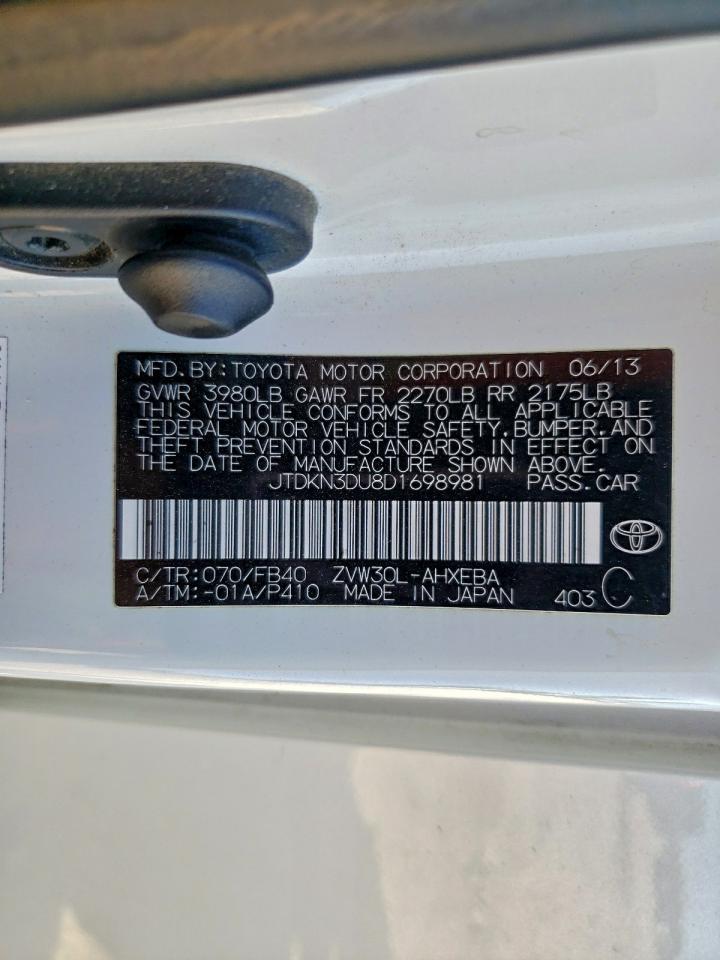 MFD. BY: TOYOTA MOTOR CORPORATION 06/13
GVWR 3980LB GAWR FR 2270LB RR 2175LB
THIS VEHICLE CONFORMS TO ALL APPLICABLE
FEDERAL MOTOR VEHICLE SAFETY, BUMPER, AND
THEFT PREVENTION STANDARDS IN EFFECT ON
THE DATE OF MANUFACTURE SHOWN ABOVE.
JTDKN3DU8D1698981 PASS. CAR
C/TR: 070/FB40 ZVW30L-AHXEBA
A/TM: -01A/P410 MADE IN JAPAN 403 C